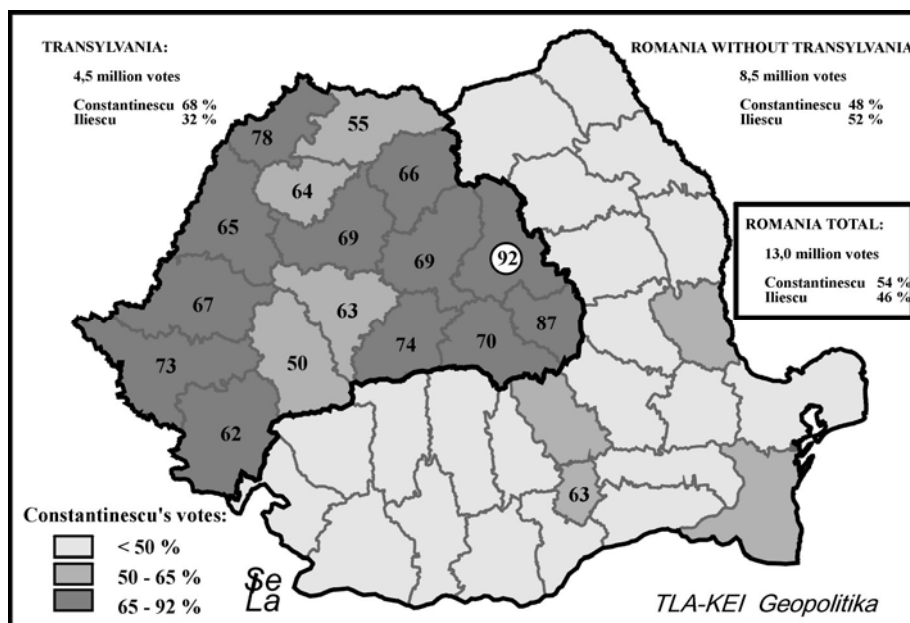 TRANSYLVANIA:
4,5 million votes
Constantinescu 68 %
Iliescu 32 %
ROMANIA WITHOUT TRANSYLVANIA
8,5 million votes
Constantinescu 48 %
Iliescu 52 %
ROMANIA TOTAL:
13,0 million votes
Constantinescu 54 %
Iliescu 46 %
78
55
64
66
65
69
69
92
67
63
50
74
70
87
73
62
63
Constantinescu's votes:
< 50 %
50 - 65 %
65 - 92 %
Se
La
TLA-KEI Geopolitika